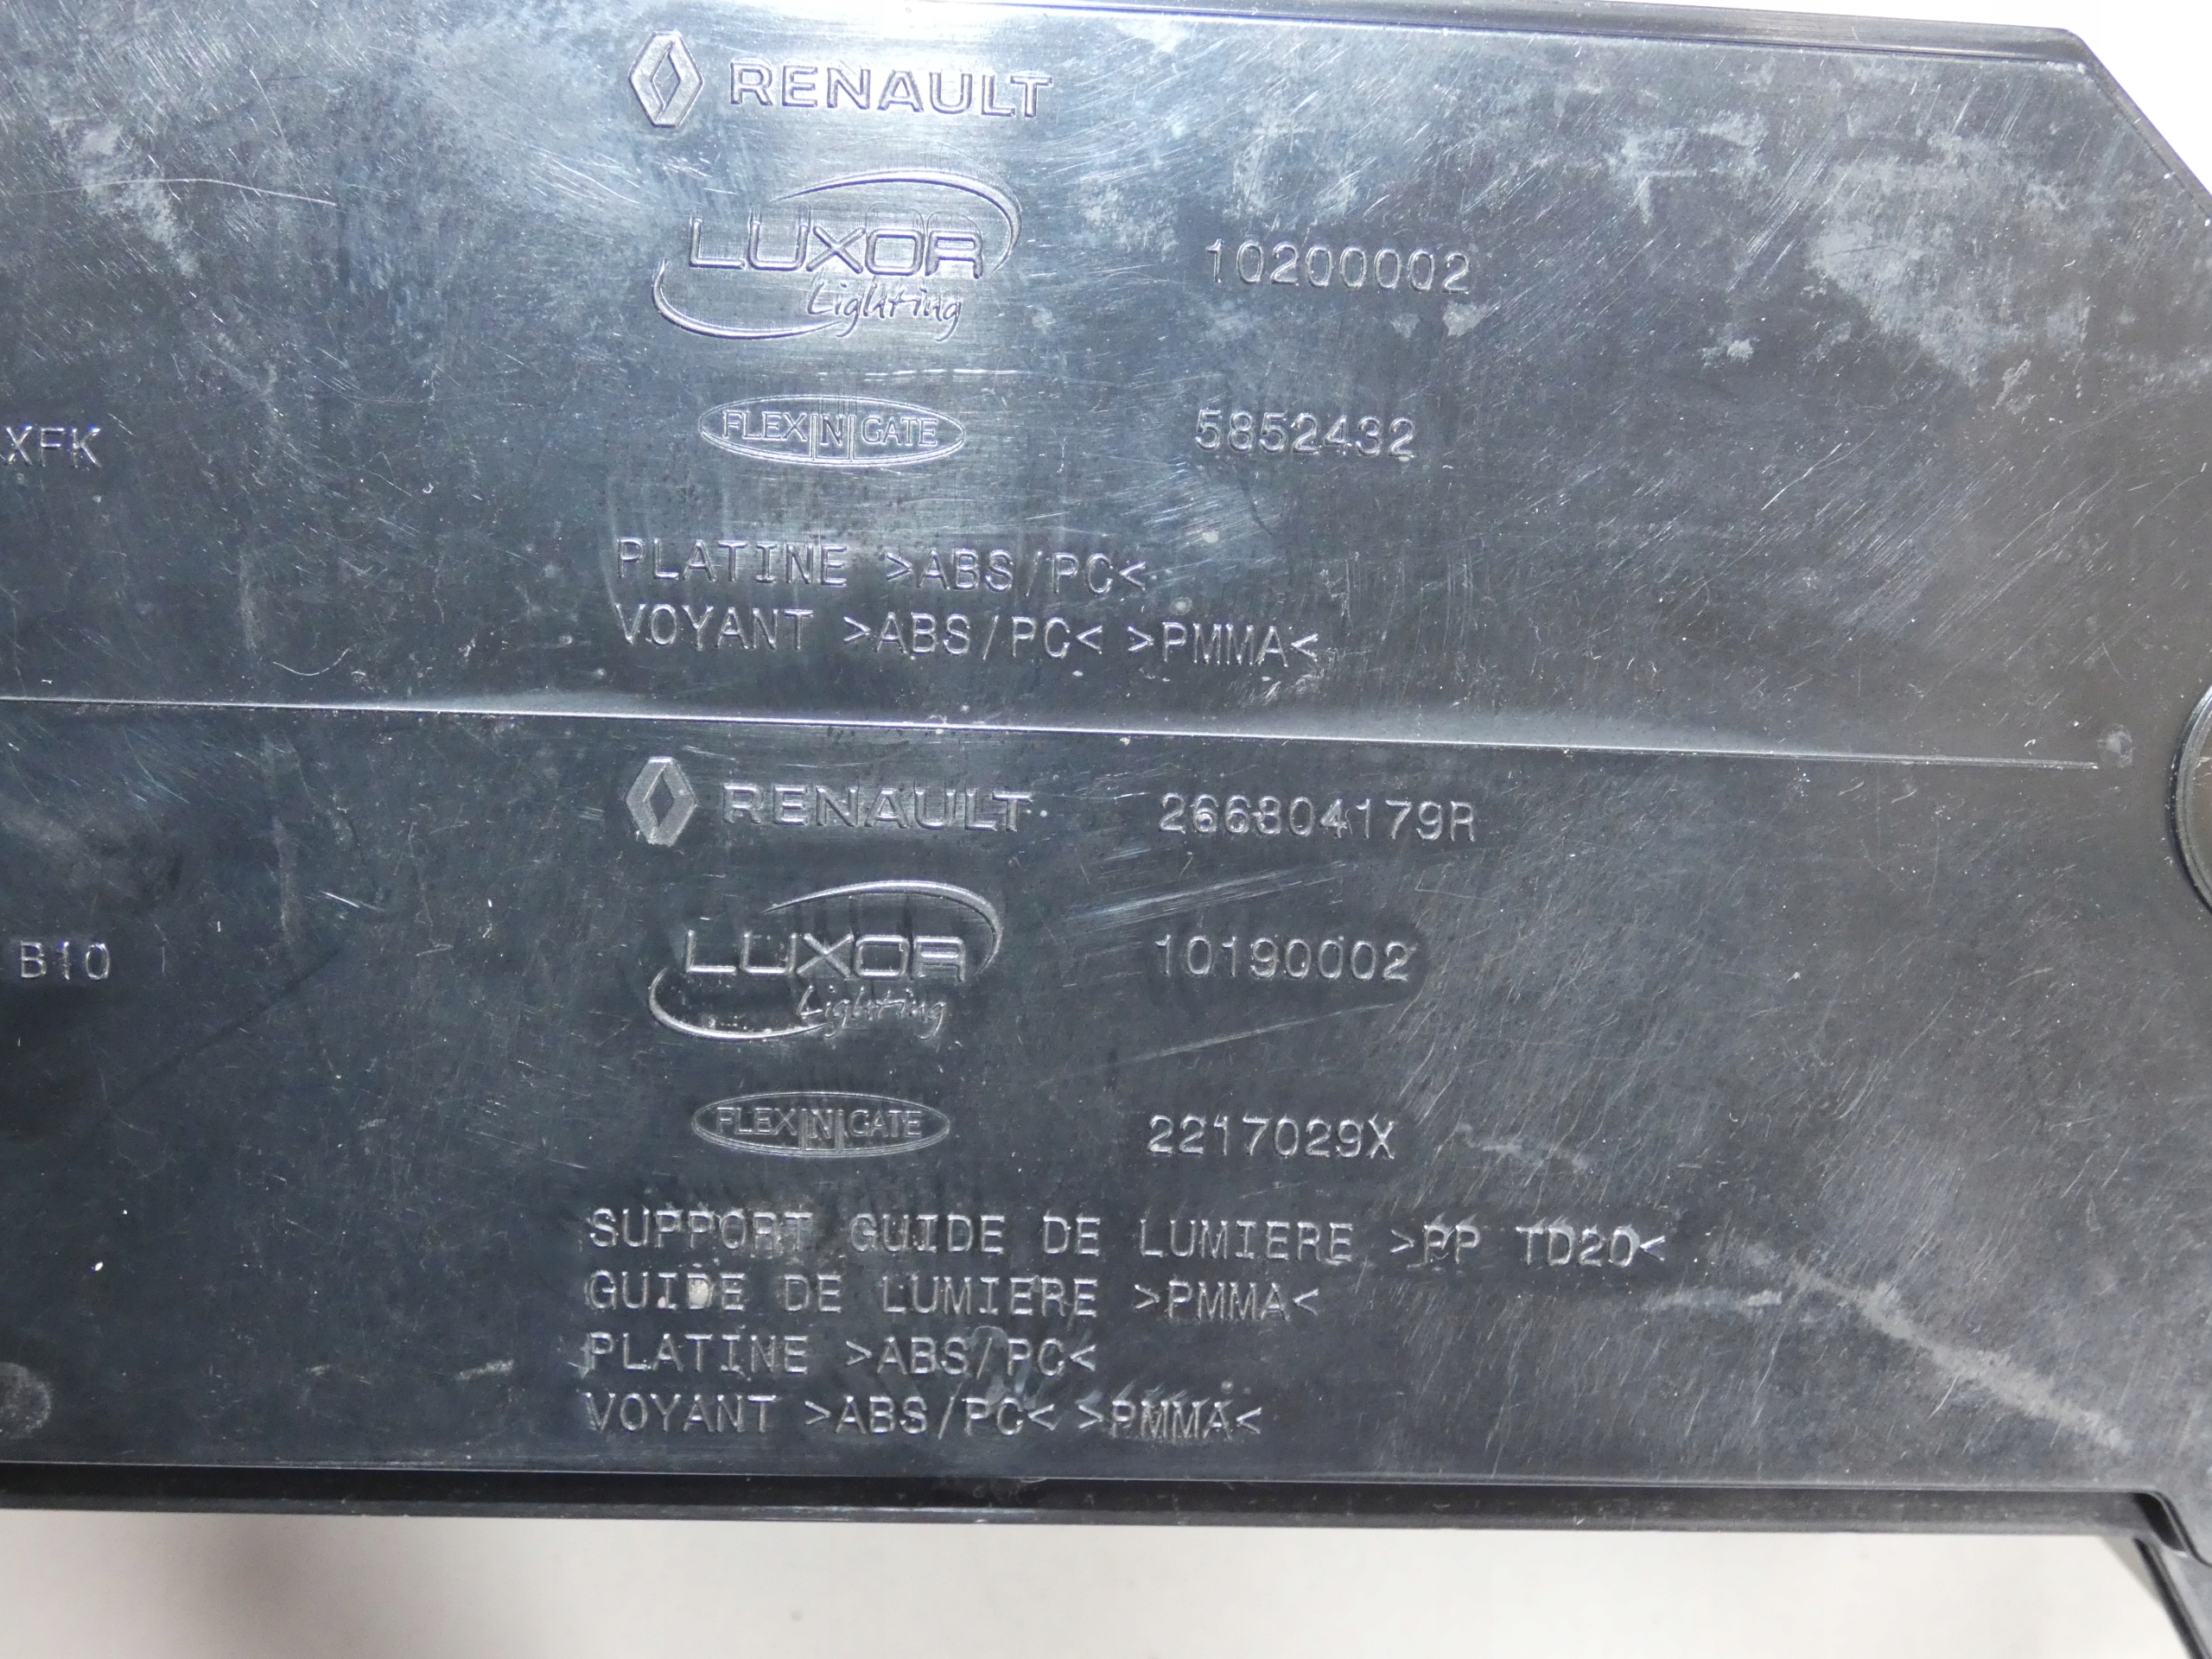 RENAULT
LUXOR
Lighting
10200002
XFK
FLEX|N|GATE
5852432
PLATINE >ABS/PC<
VOYANT >ABS/PC< >PMMA<
RENAULT 266804179R
LUXOR
Lighting
10190002
B10
FLEX|N|GATE
2217029X
SUPPORT GUIDE DE LUMIERE >PP TD20<
GUIDE DE LUMIERE >PMMA<
PLATINE >ABS/PC<
VOYANT >ABS/PC< >PMMA<